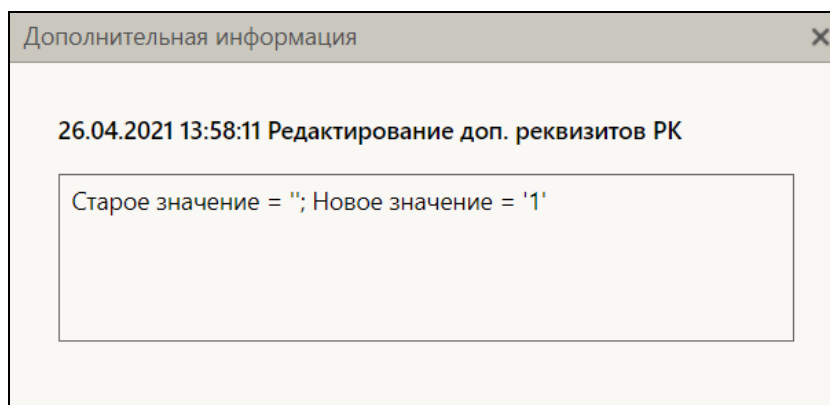 Дополнительная информация
26.04.2021 13:58:11 Редактирование доп. реквизитов РК
Старое значение = ''; Новое значение = '1'